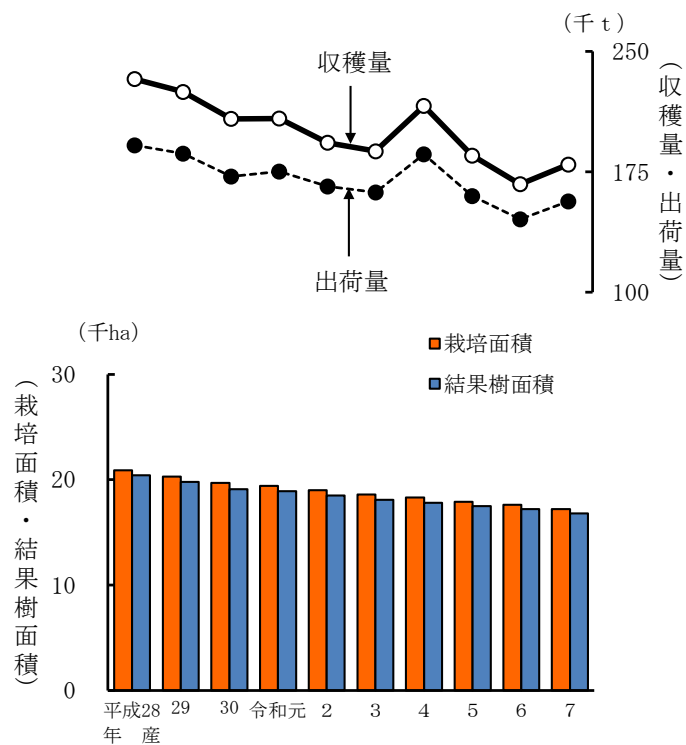 （千ｔ）
250
収穫量
175
（収穫量・出荷量）
出荷量
100
（千ha）
栽培面積
結果樹面積
30
（栽培面積・結果樹面積）
20
10
0
平成28 29 30 令和元 2 3 4 5 6 7
年 産